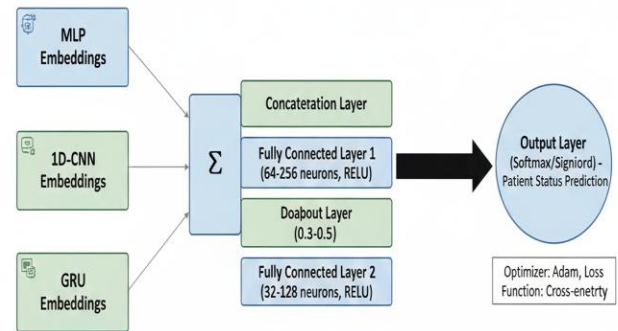 MLP
Embeddings
1D-CNN
Embeddings
GRU
Embeddings
Σ
Concatetation Layer
Fully Connected Layer 1
(64-256 neurons, RELU)
Doaþout Layer
(0.3-0.5)
Fully Connected Layer 2
(32-128 neurons, RELU)
Output Layer
(Softmax/Signiord) -
Patient Status Prediction
Optimizer: Adam, Loss
Function: Cross-enetrty